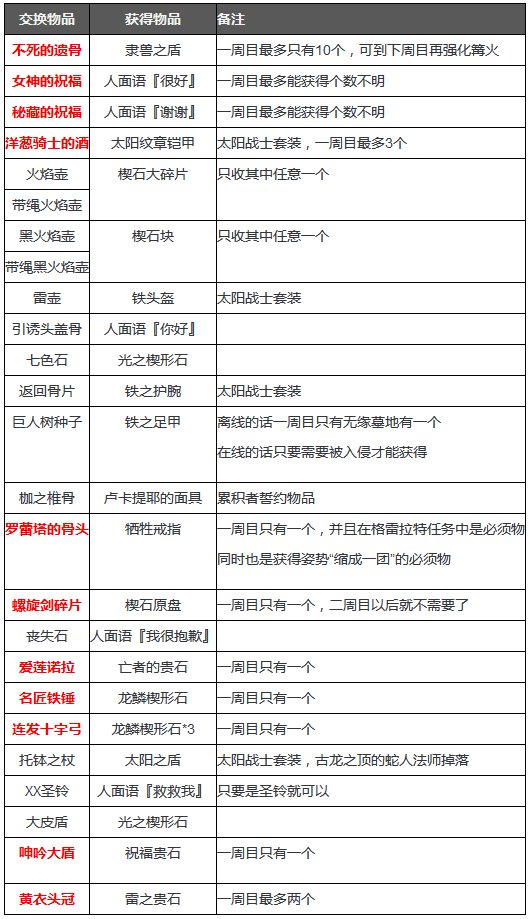 交换物品 获得物品 备注
不死的遗骨 隶兽之盾 一周目最多只有10个，可到下周目再强化篝火
女神的祝福 人面语『很好』 一周目最多能获得个数不明
秘藏的祝福 人面语『谢谢』 一周目最多能获得个数不明
洋葱骑士的酒 太阳纹章铠甲 太阳战士套装，一周目最多3个
火焰壶 楔石大碎片 只收其中任意一个
带绳火焰壶
黑火焰壶 楔石块 只收其中任意一个
带绳黑火焰壶
雷壶 铁头盔 太阳战士套装
引诱头盖骨 人面语『你好』
七色石 光之楔形石
返回骨片 铁之护腕 太阳战士套装
巨人树种子 铁之足甲 离线的话一周目只有无缘墓地有一个
在线的话只要需要被入侵才能获得
枷之椎骨 卢卡提耶的面具 累积者誓约物品
罗蕾塔的骨头 牺牲戒指 一周目只有一个，并且在格雷拉特任务中是必须物
同时也是获得姿势“缩成一团”的必须物
螺旋剑碎片 楔石原盘 一周目只有一个，二周目以后就不需要了
丧失石 人面语『我很抱歉』
爱莲诺拉 亡者的贵石 一周目只有一个
名匠铁锤 龙鳞楔形石 一周目只有一个
连发十字弓 龙鳞楔形石*3 一周目只有一个
托钵之杖 太阳之盾 太阳战士套装，古龙之顶的蛇人法师掉落
XX圣铃 人面语『救救我』 只要是圣铃就可以
大皮盾 光之楔形石
呻吟大盾 祝福贵石 一周目只有一个
黄衣头冠 雷之贵石 一周目最多两个